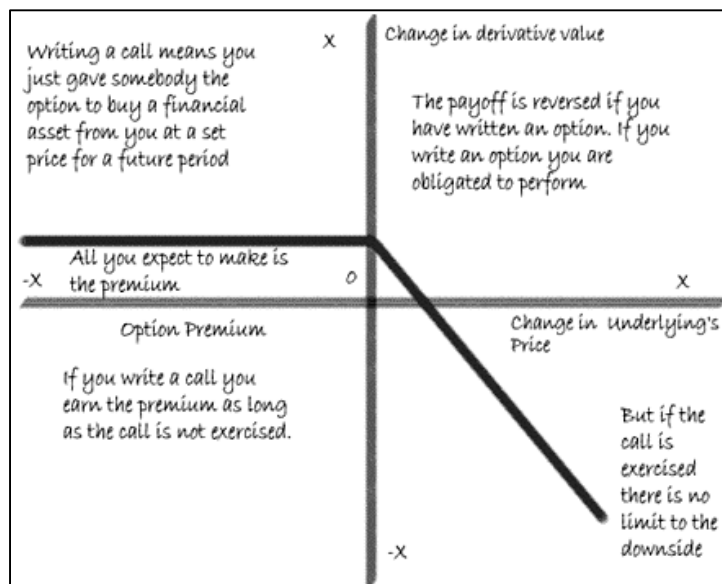 X
Change in derivative value
Writing a call means you
just gave somebody the
option to buy a financial
asset from you at a set
price for a future period
The payoff is reversed if you
have written an option. If you
write an option you are
obligated to perform
All you expect to make is
the premium
-X
0
X
Option Premium
Change in Underlying's
Price
If you write a call you
earn the premium as long
as the call is not exercised.
But if the
call is
exercised
there is no
limit to the
downside
-X